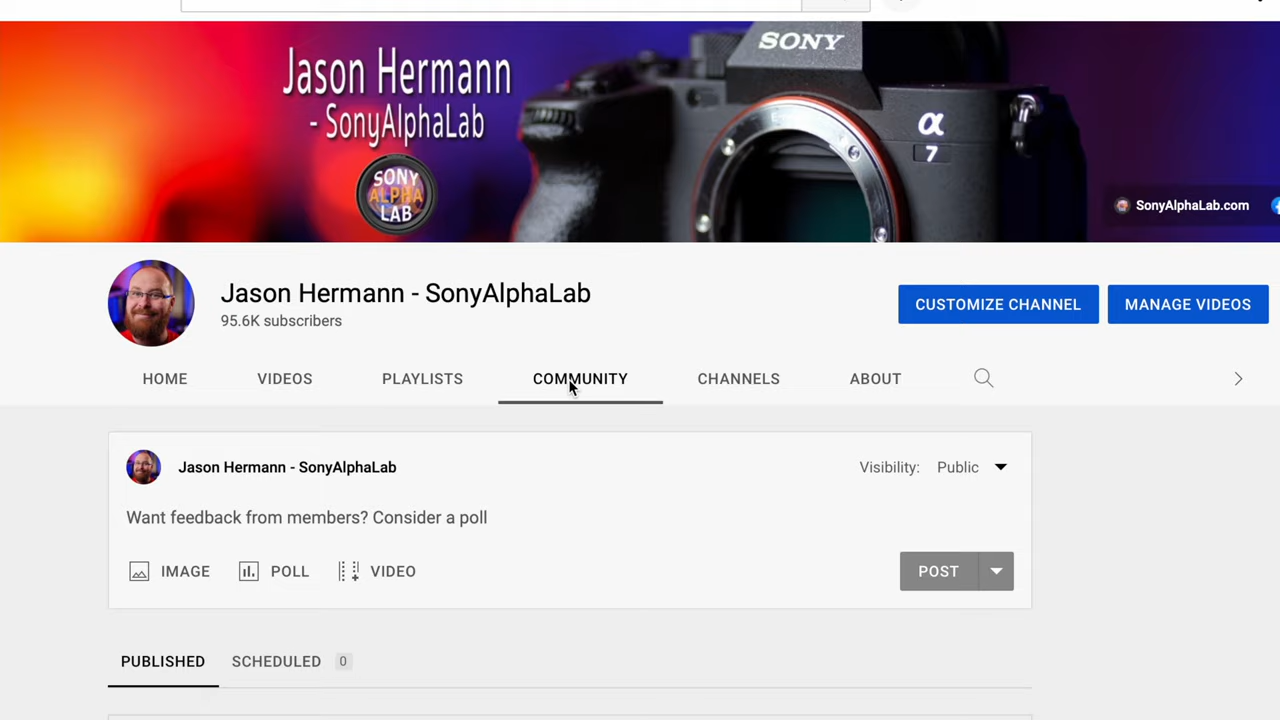 SONY
Jason Hermann
- SonyAlphaLab
α
7
SONY
ALPHA
LAB
SonyAlphaLab.com
Jason Hermann - SonyAlphaLab
95.6K subscribers
CUSTOMIZE CHANNEL
MANAGE VIDEOS
HOME VIDEOS PLAYLISTS COMMUNITY CHANNELS ABOUT
Jason Hermann - SonyAlphaLab
Visibility: Public
Want feedback from members? Consider a poll
IMAGE POLL VIDEO
POST
PUBLISHED SCHEDULED 0